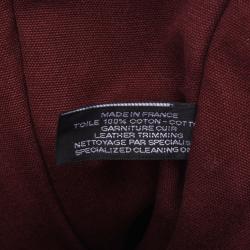 MADE IN FRANCE
TOILE 100% COTON - COTT
GARNITURE CUIR
LEATHER TRIMMING
NETTOYAGE PAR SPECIALIS
SPECIALIZED CLEANING ON